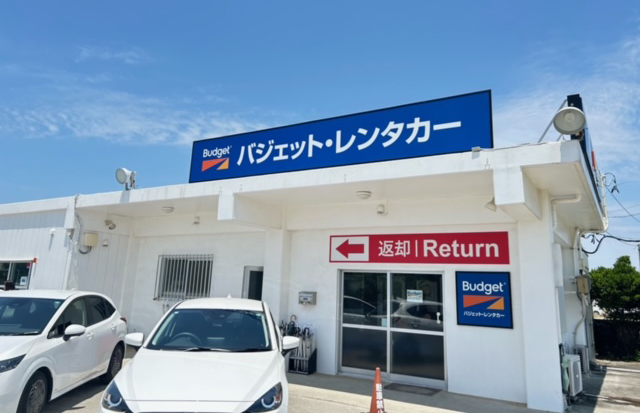 Budget バジェット・レンタカー
返却 | Return
Budget
バジェット・レンタカー